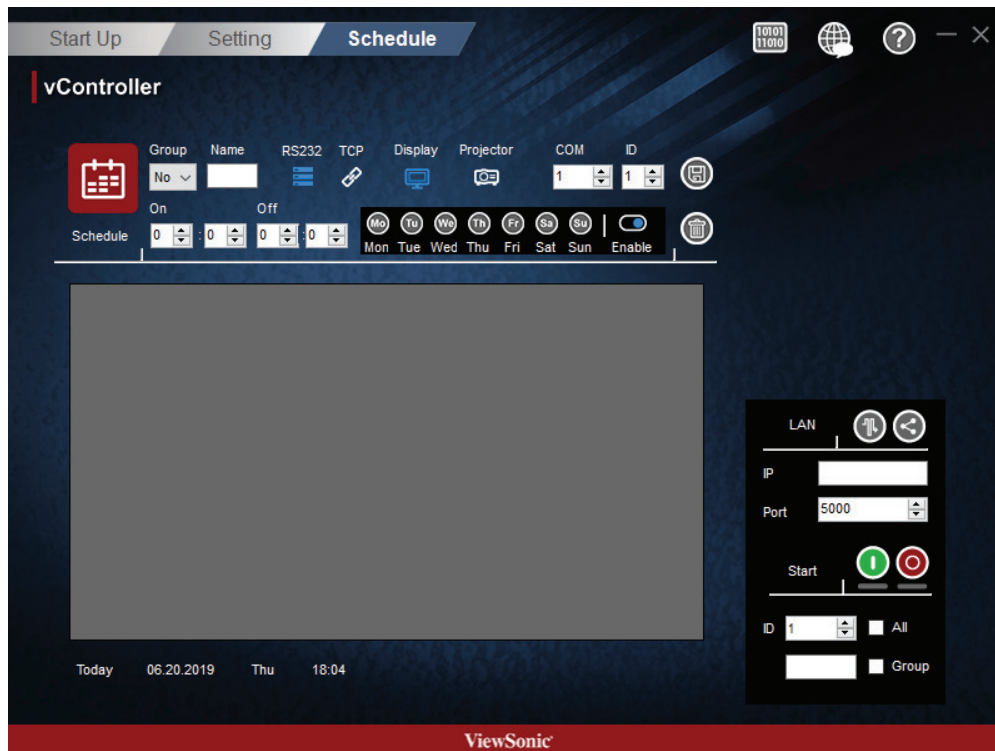 Start Up Setting Schedule
10101
11010
?
vController
Group Name RS232 TCP Display Projector COM ID
No 1 1
On Off
Schedule 0 : 0 0 : 0
Mo Tu We Th Fr Sa Su
Mon Tue Wed Thu Fri Sat Sun Enable
LAN
IP
Port 5000
Start
ID 1 All
Group
Today 06.20.2019 Thu 18:04
ViewSonic